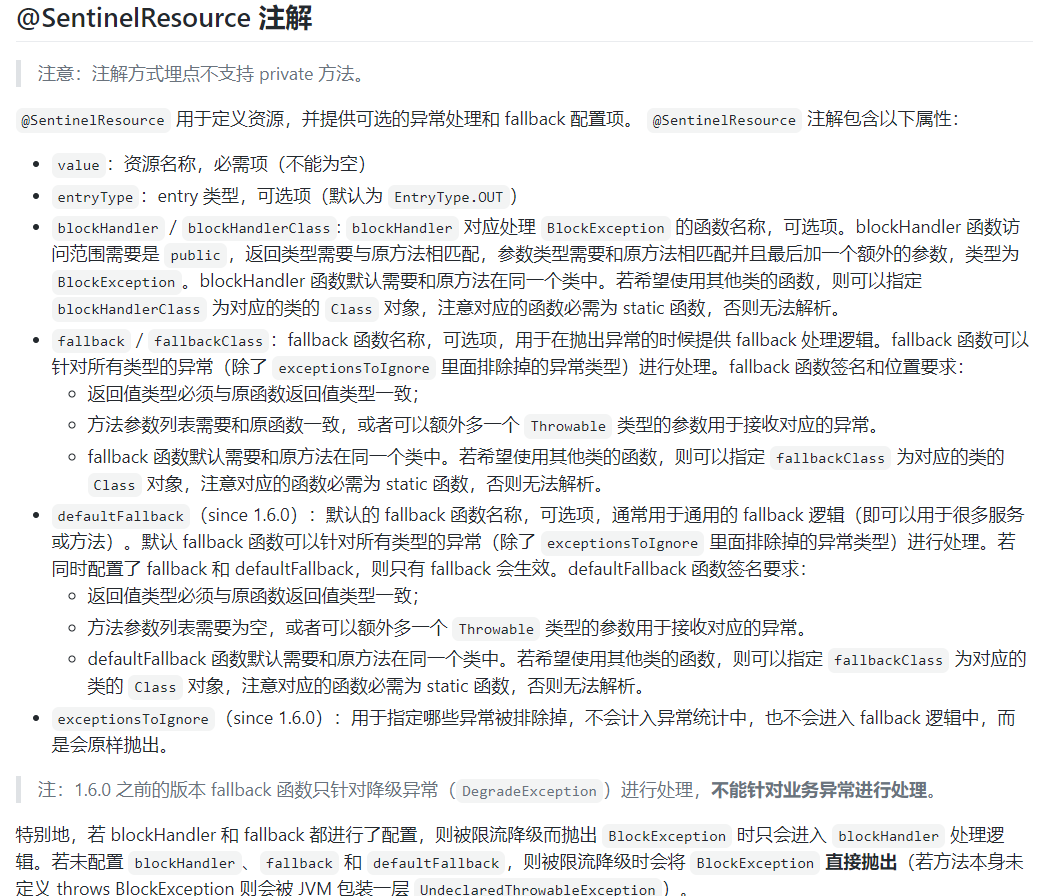 @SentinelResource 注解
注意：注解方式埋点不支持 private 方法。
@SentinelResource 用于定义资源，并提供可选的异常处理和 fallback 配置项。 @SentinelResource 注解包含以下属性：
value：资源名称，必需项（不能为空）
entryType：entry 类型，可选项（默认为 EntryType.OUT）
blockHandler / blockHandlerClass: blockHandler 对应处理 BlockException 的函数名称，可选项。blockHandler 函数访
问范围需要是 public，返回类型需要与原方法相匹配，参数类型需要和原方法相匹配并且最后加一个额外的参数，类型为
BlockException。blockHandler 函数默认需要和原方法在同一个类中。若希望使用其他类的函数，则可以指定
blockHandlerClass 为对应的类的 Class 对象，注意对应的函数必需为 static 函数，否则无法解析。
fallback / fallbackClass：fallback 函数名称，可选项，用于在抛出异常的时候提供 fallback 处理逻辑。fallback 函数可以
针对所有类型的异常（除了 exceptionsToIgnore 里面排除掉的异常类型）进行处理。fallback 函数签名和位置要求：
返回值类型必须与原函数返回值类型一致；
方法参数列表需要和原函数一致，或者可以额外多一个 Throwable 类型的参数用于接收对应的异常。
fallback 函数默认需要和原方法在同一个类中。若希望使用其他类的函数，则可以指定 fallbackClass 为对应的类的
Class 对象，注意对应的函数必需为 static 函数，否则无法解析。
defaultFallback（since 1.6.0）：默认的 fallback 函数名称，可选项，通常用于通用的 fallback 逻辑（即可以用于很多服务
或方法）。默认 fallback 函数可以针对所有类型的异常（除了 exceptionsToIgnore 里面排除掉的异常类型）进行处理。若
同时配置了 fallback 和 defaultFallback，则只有 fallback 会生效。defaultFallback 函数签名要求：
返回值类型必须与原函数返回值类型一致；
方法参数列表需要为空，或者可以额外多一个 Throwable 类型的参数用于接收对应的异常。
defaultFallback 函数默认需要和原方法在同一个类中。若希望使用其他类的函数，则可以指定 fallbackClass 为对应的
类的 Class 对象，注意对应的函数必需为 static 函数，否则无法解析。
exceptionsToIgnore（since 1.6.0）：用于指定哪些异常被排除掉，不会计入异常统计中，也不会进入 fallback 逻辑中，而
是会原样抛出。
注：1.6.0 之前的版本 fallback 函数只针对降级异常（DegradeException）进行处理，不能针对业务异常进行处理。
特别地，若 blockHandler 和 fallback 都进行了配置，则被限流降级而抛出 BlockException 时只会进入 blockHandler 处理逻
辑。若未配置 blockHandler、fallback 和 defaultFallback，则被限流降级时会将 BlockException 直接抛出（若方法本身未
定义 throws BlockException 则会被 JVM 包装一层 UndeclaredThrowableException）。